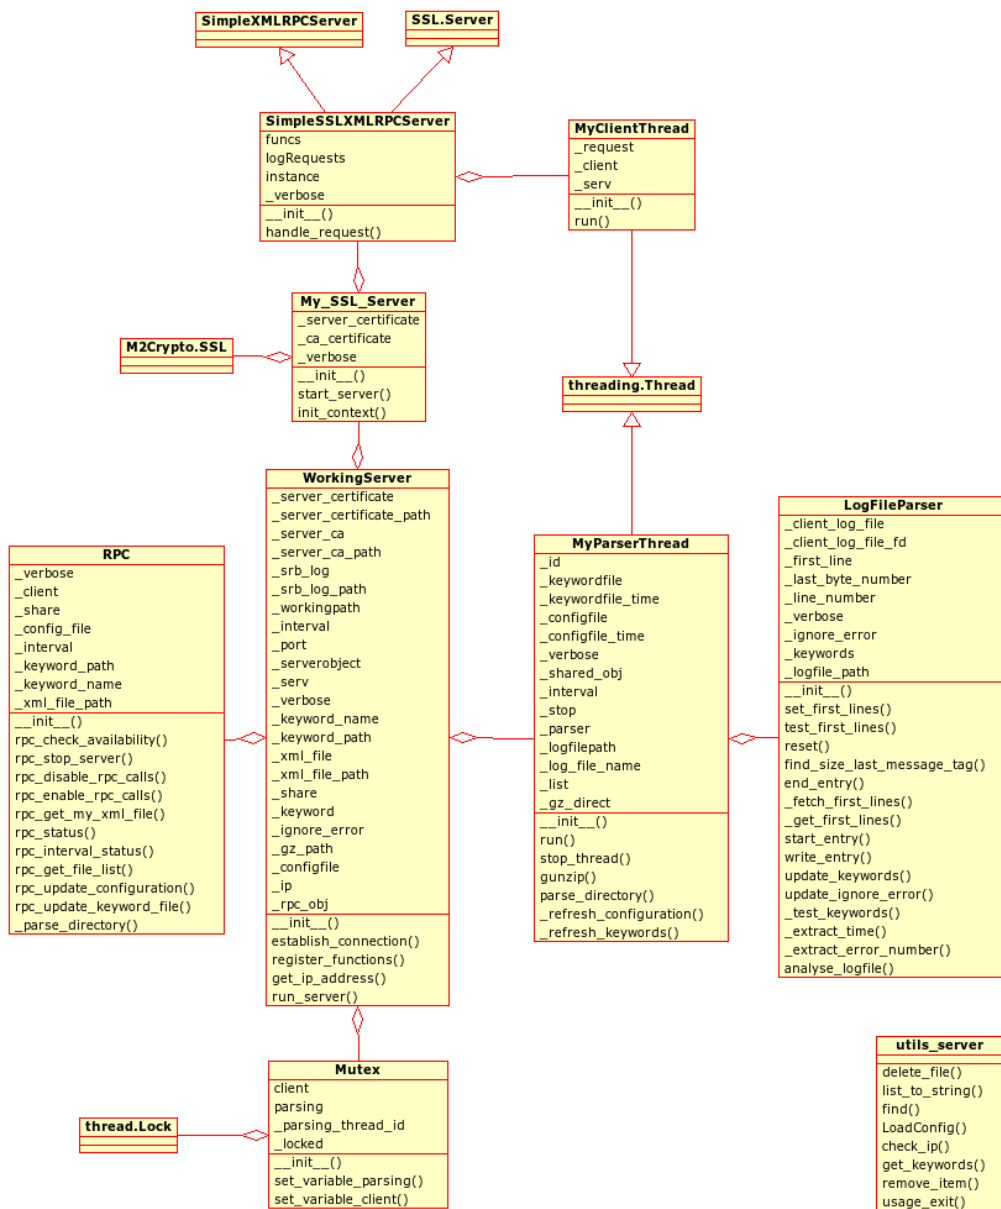 SimpleXMLRPCServer
SSL.Server
SimpleSSLXMLRPCServer
funcs
logRequests
instance
_verbose
__init__()
handle_request()
MyClientThread
_request
_client
_serv
__init__()
run()
My_SSL_Server
_server_certificate
_ca_certificate
_verbose
__init__()
start_server()
init_context()
M2Crypto.SSL
threading.Thread
WorkingServer
_server_certificate
_server_certificate_path
_server_ca
_server_ca_path
_srb_log
_srb_log_path
_workingpath
_interval
_port
_serverobject
_serv
_verbose
_keyword_name
_keyword_path
_xml_file
_xml_file_path
_share
_keyword
_ignore_error
_gz_path
_configfile
_ip
_rpc_obj
__init__()
establish_connection()
register_functions()
get_ip_address()
run_server()
RPC
_verbose
_client
_share
_config_file
_interval
_keyword_path
_keyword_name
_xml_file_path
__init__()
rpc_check_availability()
rpc_stop_server()
rpc_disable_rpc_calls()
rpc_enable_rpc_calls()
rpc_get_my_xml_file()
rpc_status()
rpc_interval_status()
rpc_get_file_list()
rpc_update_configuration()
rpc_update_keyword_file()
_parse_directory()
MyParserThread
_id
_keywordfile
_keywordfile_time
_configfile
_configfile_time
_verbose
_shared_obj
_interval
_stop
_parser
_logfilepath
_log_file_name
_list
_gz_direct
__init__()
run()
stop_thread()
gunzip()
parse_directory()
_refresh_configuration()
_refresh_keywords()
LogFileParser
_client_log_file
_client_log_file_fd
_first_line
_last_byte_number
_line_number
_verbose
_ignore_error
_keywords
_logfile_path
__init__()
set_first_lines()
test_first_lines()
reset()
find_size_last_message_tag()
end_entry()
_fetch_first_lines()
_get_first_lines()
start_entry()
write_entry()
update_keywords()
update_ignore_error()
_test_keywords()
_extract_time()
_extract_error_number()
analyse_logfile()
Mutex
client
parsing
_parsing_thread_id
_locked
__init__()
set_variable_parsing()
set_variable_client()
thread.Lock
utils_server
delete_file()
list_to_string()
find()
LoadConfig()
check_ip()
get_keywords()
remove_item()
usage_exit()